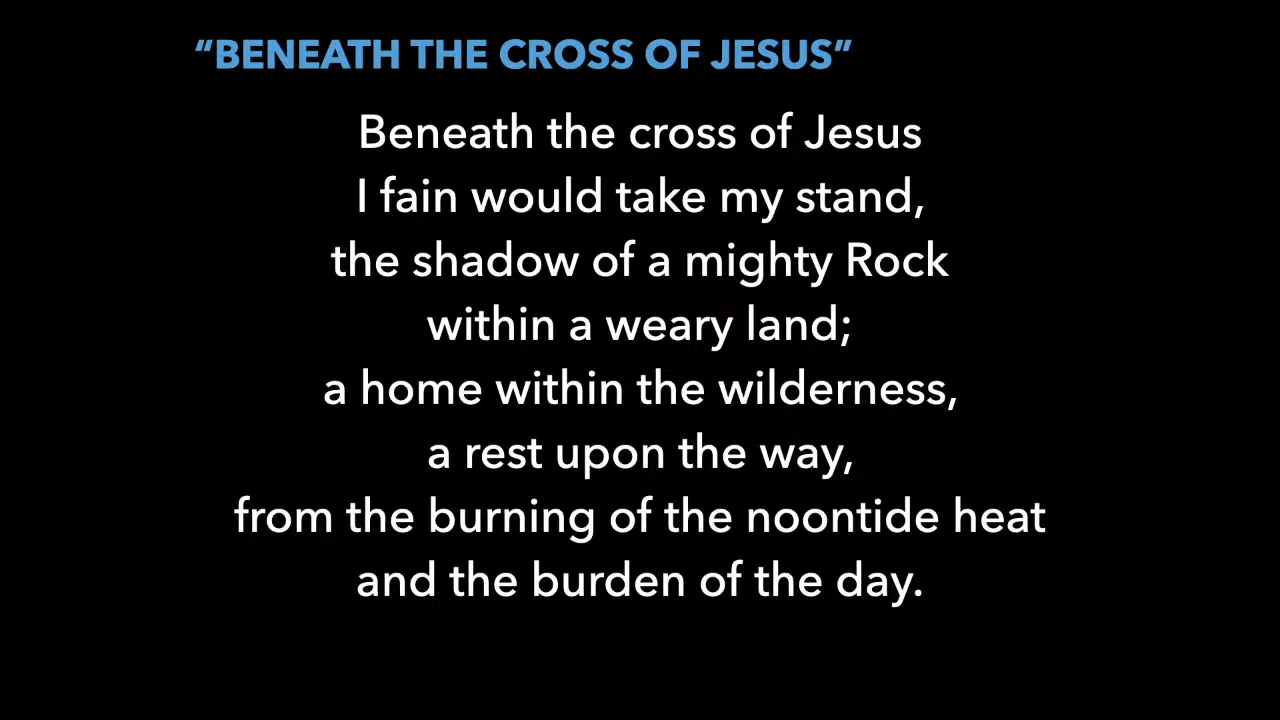 “BENEATH THE CROSS OF JESUS”
Beneath the cross of Jesus
I fain would take my stand,
the shadow of a mighty Rock
within a weary land;
a home within the wilderness,
a rest upon the way,
from the burning of the noontide heat
and the burden of the day.